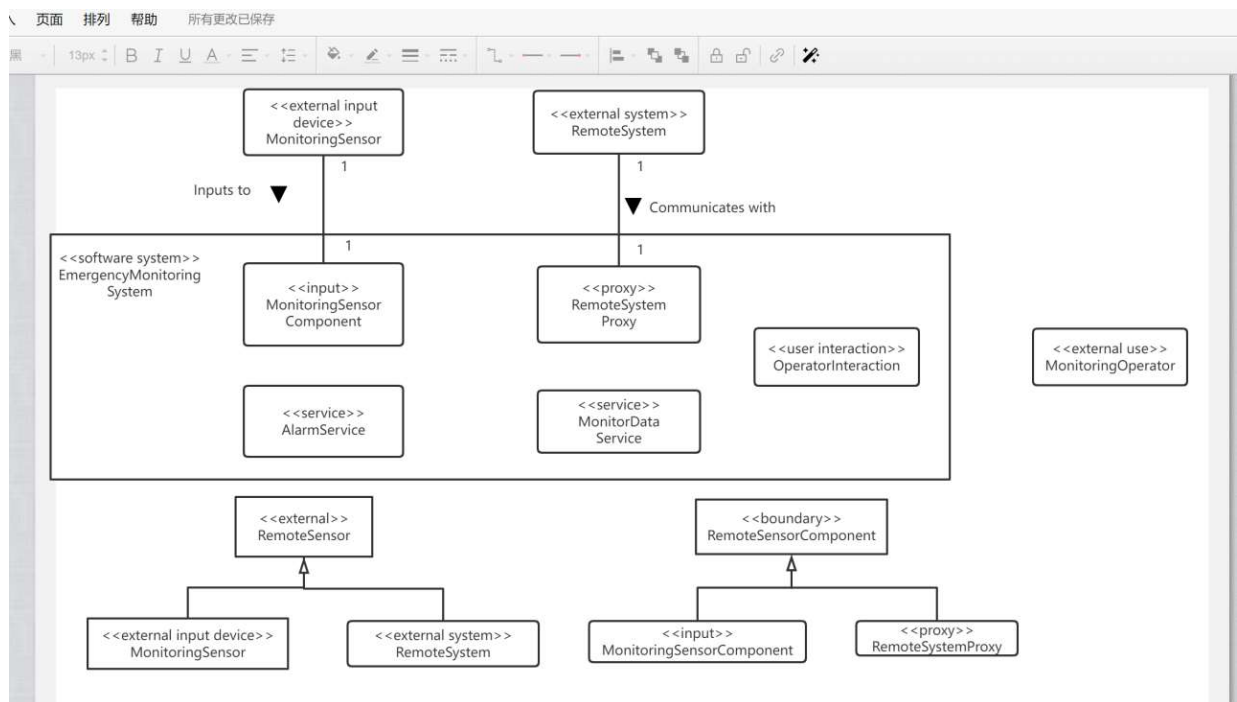 页面 排列 帮助 所有更改已保存
黑 13px B I U A
<<external input
device>>
MonitoringSensor
<<external system>>
RemoteSystem
1
1
Inputs to
Communicates with
1
1
<<software system>>
EmergencyMonitoring
System
<<input>>
MonitoringSensor
Component
<<proxy>>
RemoteSystem
Proxy
<<user interaction>>
OperatorInteraction
<<external use>>
MonitoringOperator
<<service>>
AlarmService
<<service>>
MonitorData
Service
<<external>>
RemoteSensor
<<boundary>>
RemoteSensorComponent
<<external input device>>
MonitoringSensor
<<external system>>
RemoteSystem
<<input>>
MonitoringSensorComponent
<<proxy>>
RemoteSystemProxy